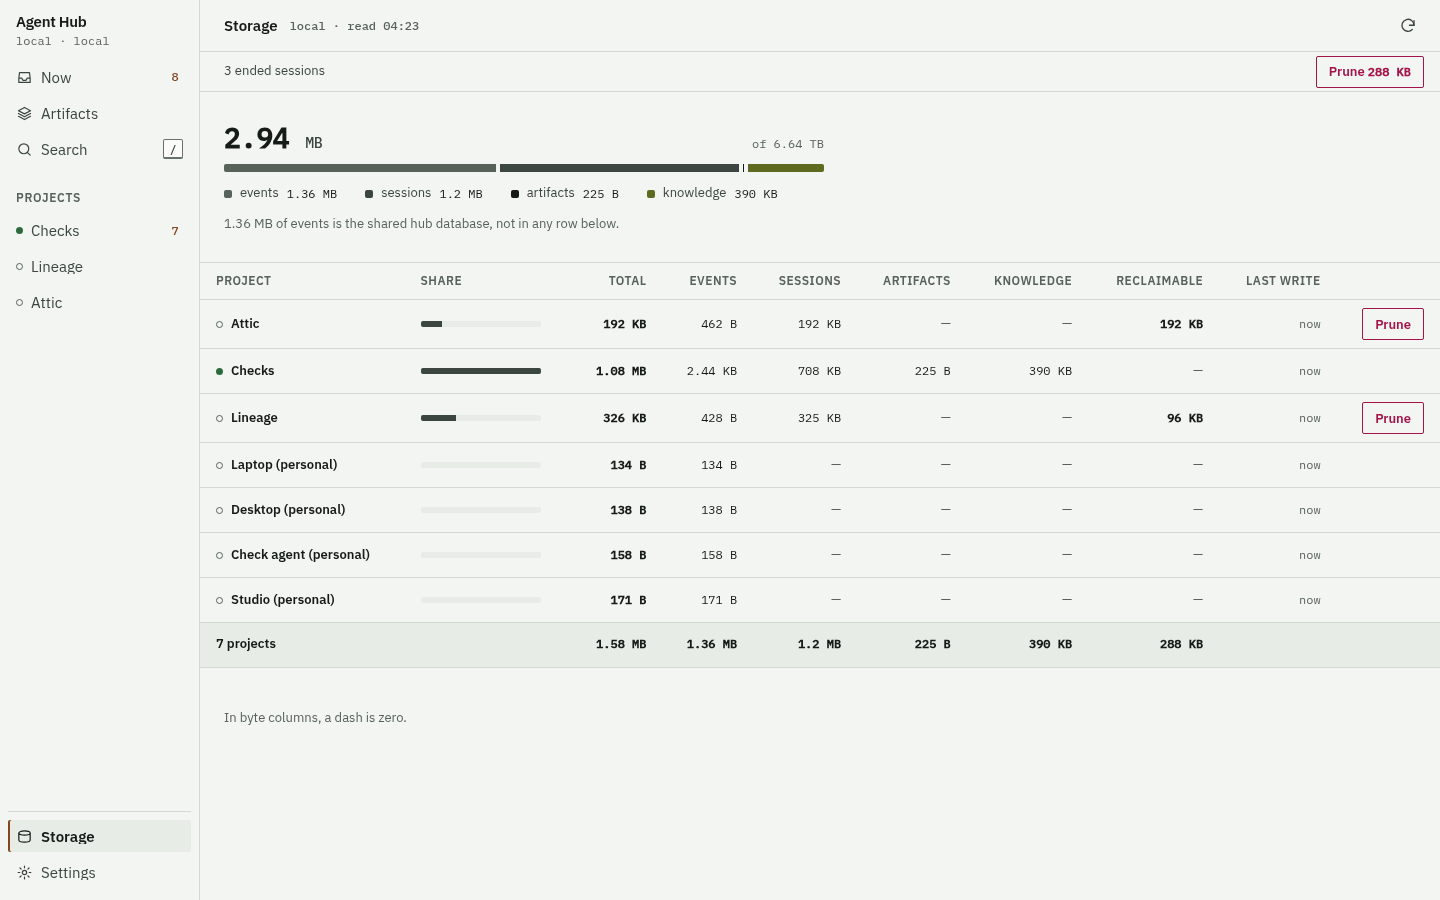 Agent Hub
local · local
Now 8
Artifacts
Search /
PROJECTS
Checks 7
Lineage
Attic
Storage
Settings
Storage local · read 04:23
3 ended sessions Prune 288 KB
2.94 MB of 6.64 TB
events 1.36 MB sessions 1.2 MB artifacts 225 B knowledge 390 KB
1.36 MB of events is the shared hub database, not in any row below.
PROJECT SHARE TOTAL EVENTS SESSIONS ARTIFACTS KNOWLEDGE RECLAIMABLE LAST WRITE
Attic 192 KB 462 B 192 KB — — 192 KB now Prune
Checks 1.08 MB 2.44 KB 708 KB 225 B 390 KB — now
Lineage 326 KB 428 B 325 KB — — 96 KB now Prune
Laptop (personal) 134 B 134 B — — — — now
Desktop (personal) 138 B 138 B — — — — now
Check agent (personal) 158 B 158 B — — — — now
Studio (personal) 171 B 171 B — — — — now
7 projects 1.58 MB 1.36 MB 1.2 MB 225 B 390 KB 288 KB
In byte columns, a dash is zero.